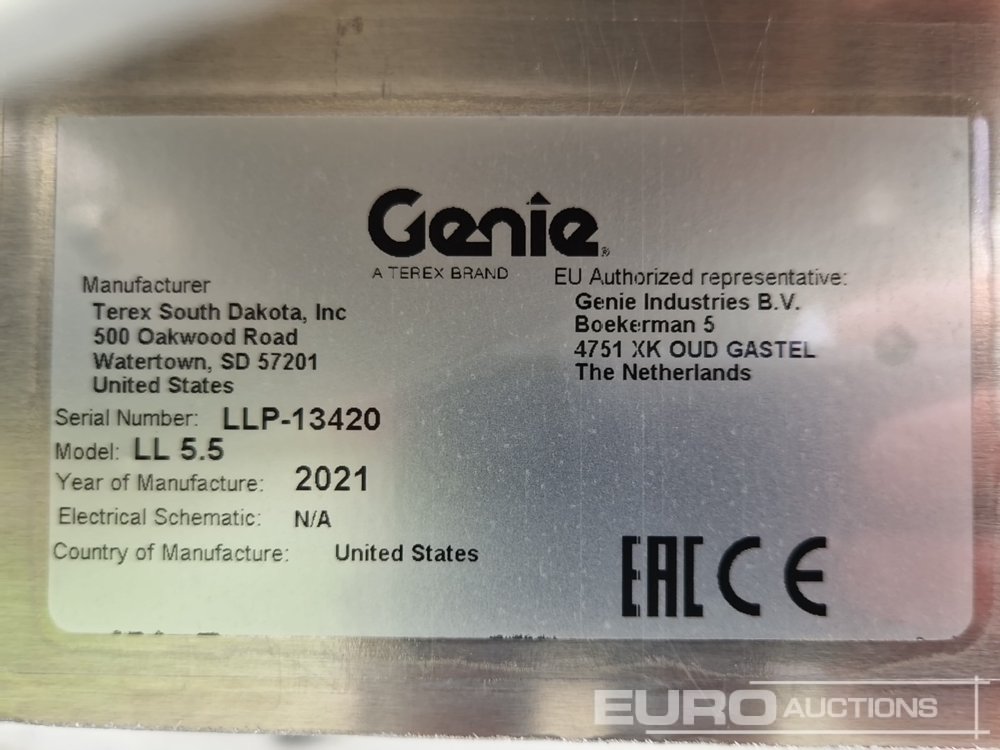 Genie®
A TEREX BRAND
Manufacturer
Terex South Dakota, Inc
500 Oakwood Road
Watertown, SD 57201
United States
EU Authorized representative:
Genie Industries B.V.
Boekerman 5
4751 XK OUD GASTEL
The Netherlands
Serial Number: LLP-13420
Model: LL 5.5
Year of Manufacture: 2021
Electrical Schematic: N/A
Country of Manufacture: United States
EAC CE
EURO AUCTIONS